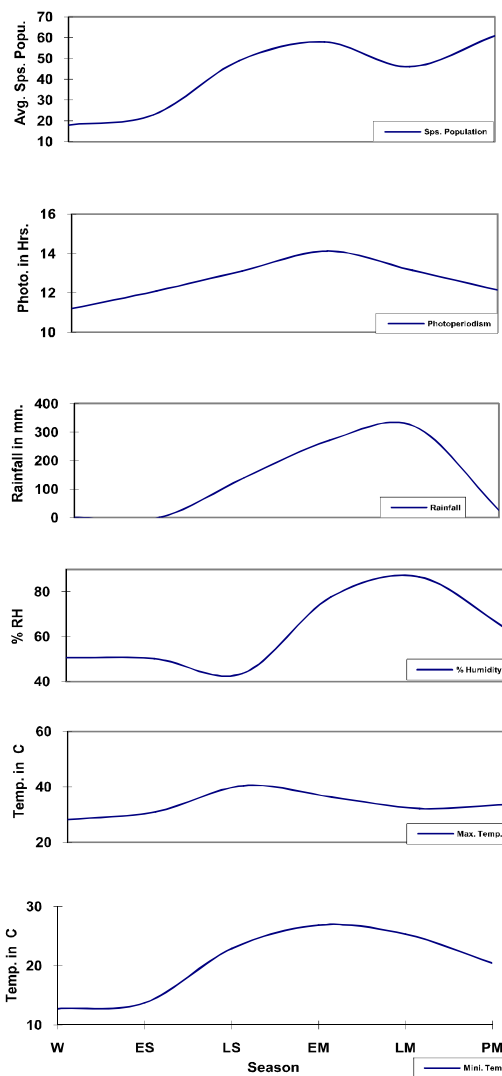 Avg. Sps. Popu.
70
60
50
40
30
20
10
Sps. Population
Photo. in Hrs.
16
14
12
10
Photoperiodism
Rainfall in mm.
400
300
200
100
0
Rainfall
% RH
80
60
40
% Humidity
Temp. in C
60
40
20
Max. Temp.
Temp. in C
30
20
10
W ES LS EM LM PM
Season
Mini. Tem